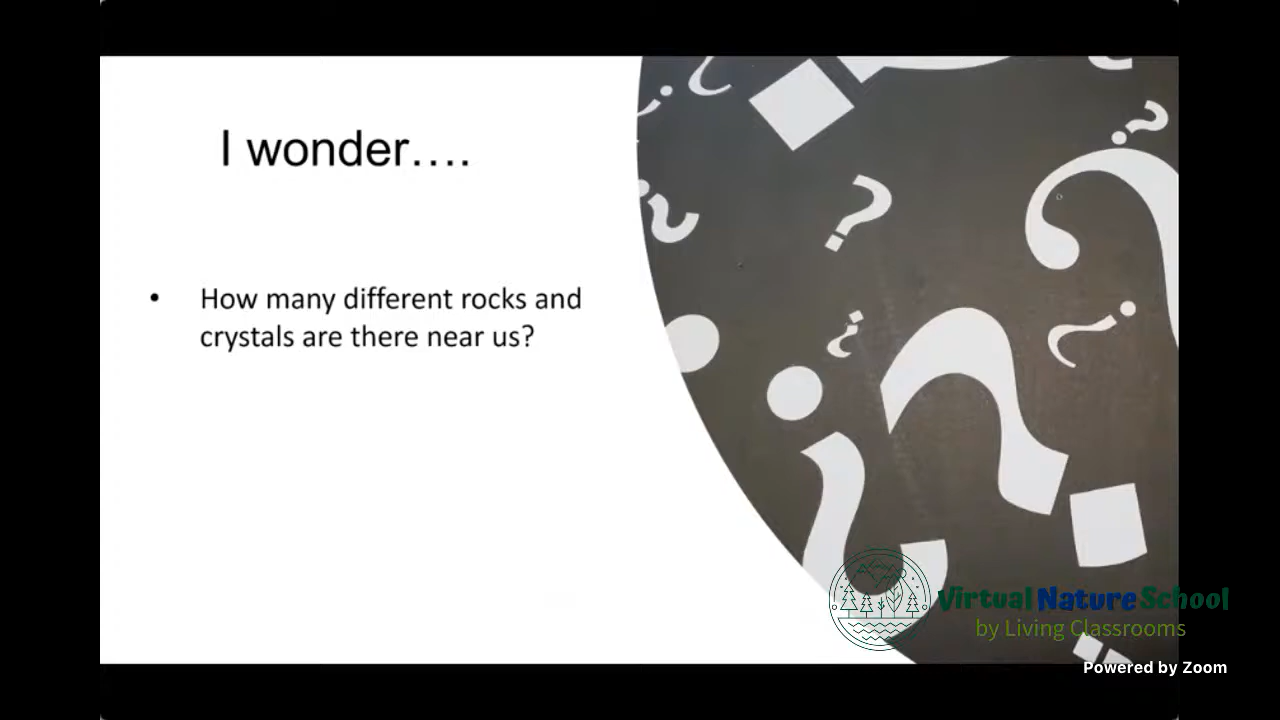 I wonder….
• How many different rocks and
crystals are there near us?
Virtual Nature School
by Living Classrooms
Powered by Zoom